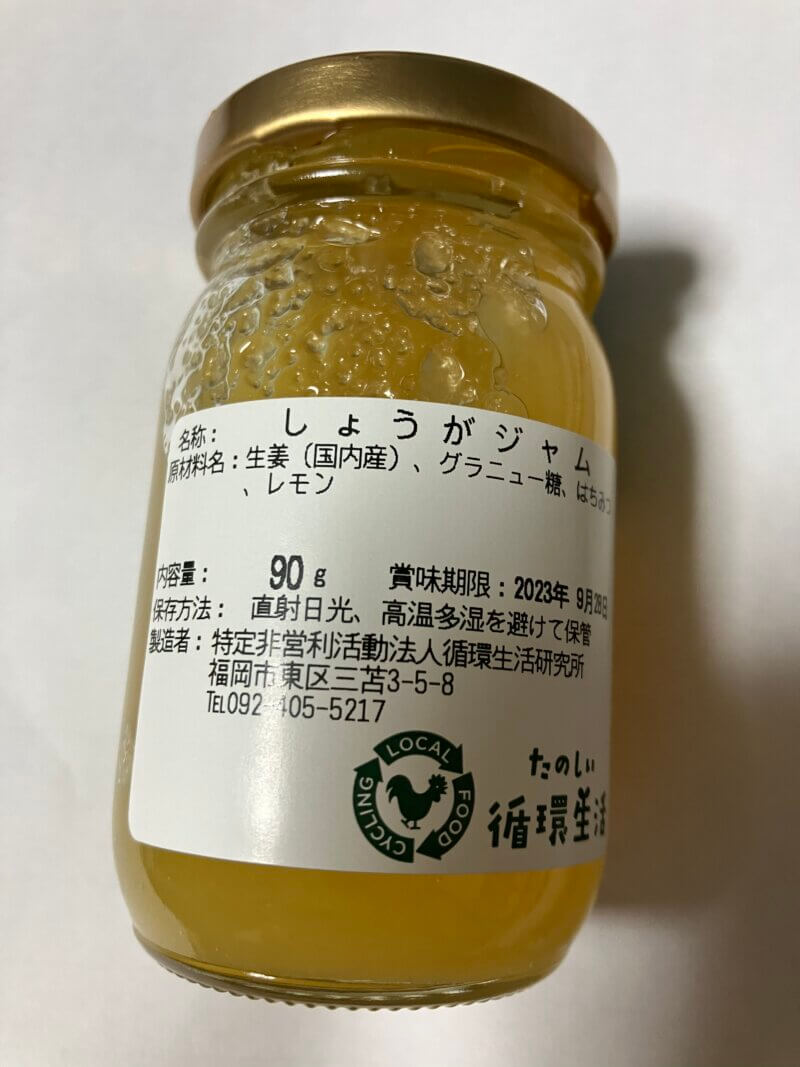 名称: しょうがジャム
原材料名:生姜(国内産)、グラニュー糖、はちみつ
、レモン
内容量: 90g 賞味期限:2023年 9月28日
保存方法: 直射日光、高温多湿を避けて保管
製造者:特定非営利活動法人循環生活研究所
福岡市東区三苫3-5-8
℡092-405-5217
LOCAL FOOD CYCLING
たのしい
循環生活